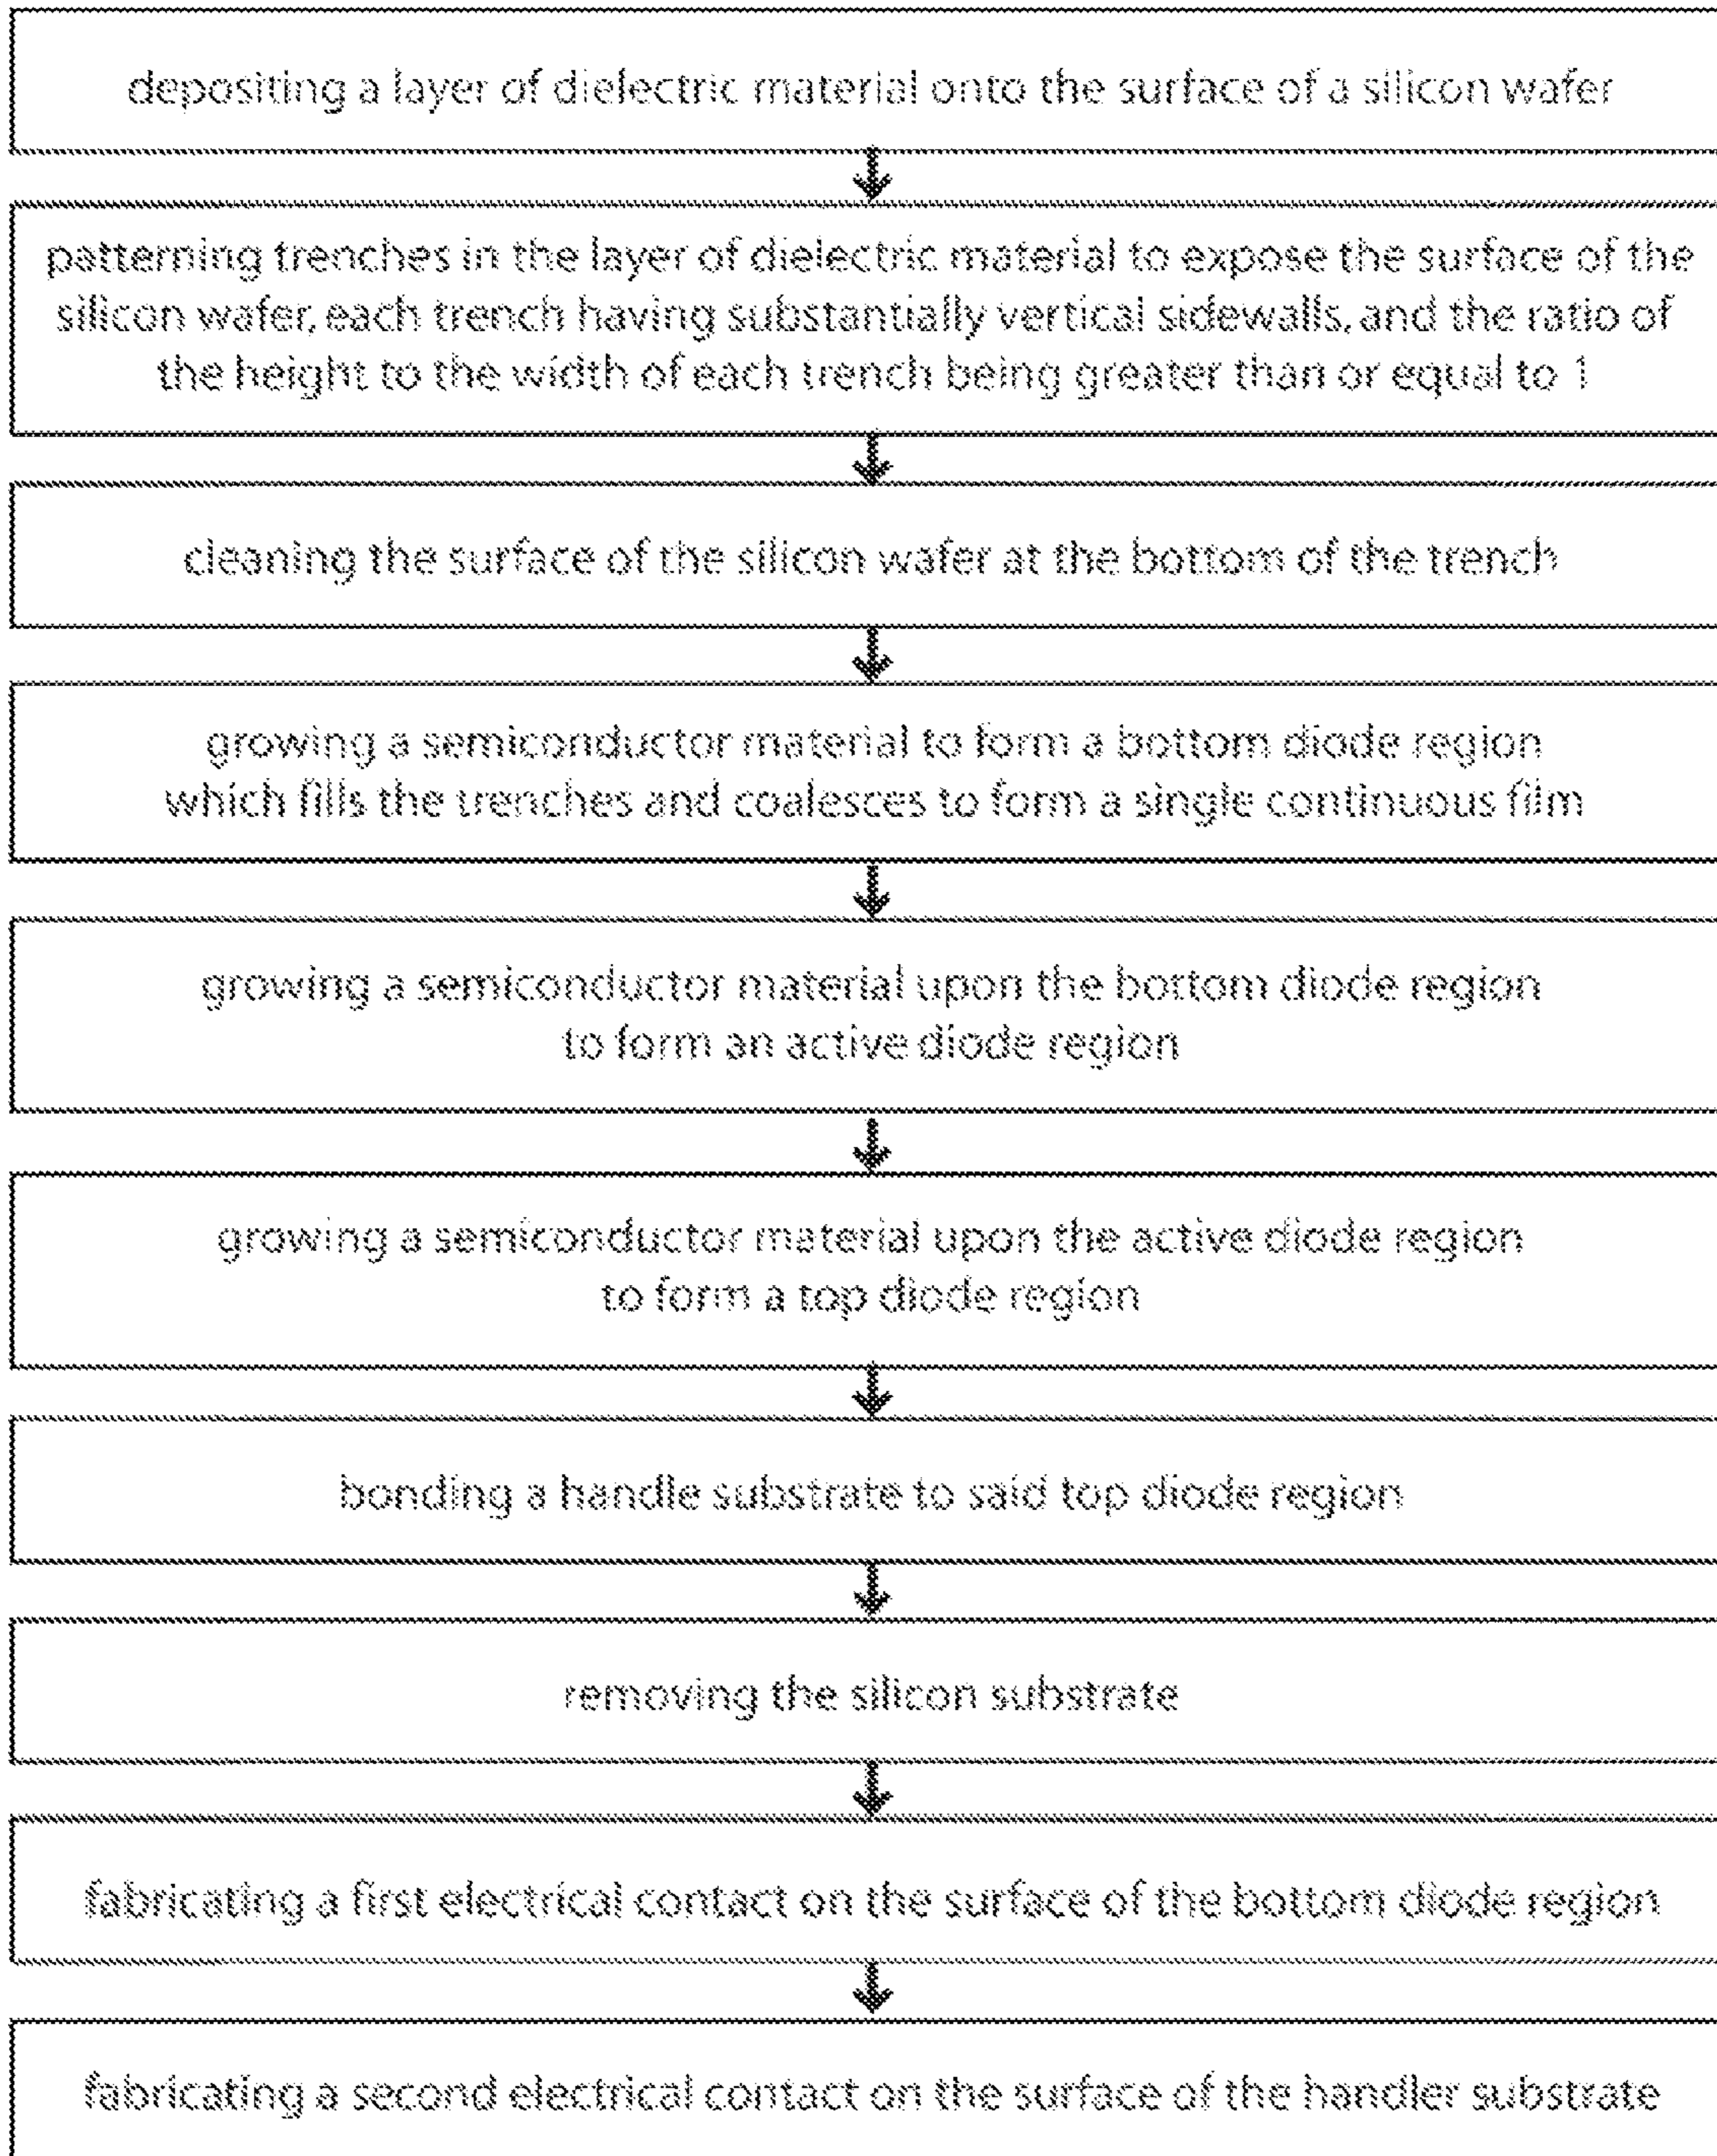 depositing a layer of dielectric material onto the surface of a silicon wafer
patterning trenches in the layer of dielectric material to expose the surface of the
silicon wafer, each trench having substantially vertical sidewalls, and the ratio of
the height to the width of each trench being greater than or equal to 1
cleaning the surface of the silicon wafer at the bottom of the trench
growing a semiconductor material to form a bottom diode region
which fills the trenches and coalesces to form a single continuous film
growing a semiconductor material upon the bottom diode region
to form an active diode region
growing a semiconductor material upon the active diode region
to form a top diode region
bonding a handle substrate to said top diode region
removing the silicon substrate
fabricating a first electrical contact on the surface of the bottom diode region
fabricating a second electrical contact on the surface of the handler substrate